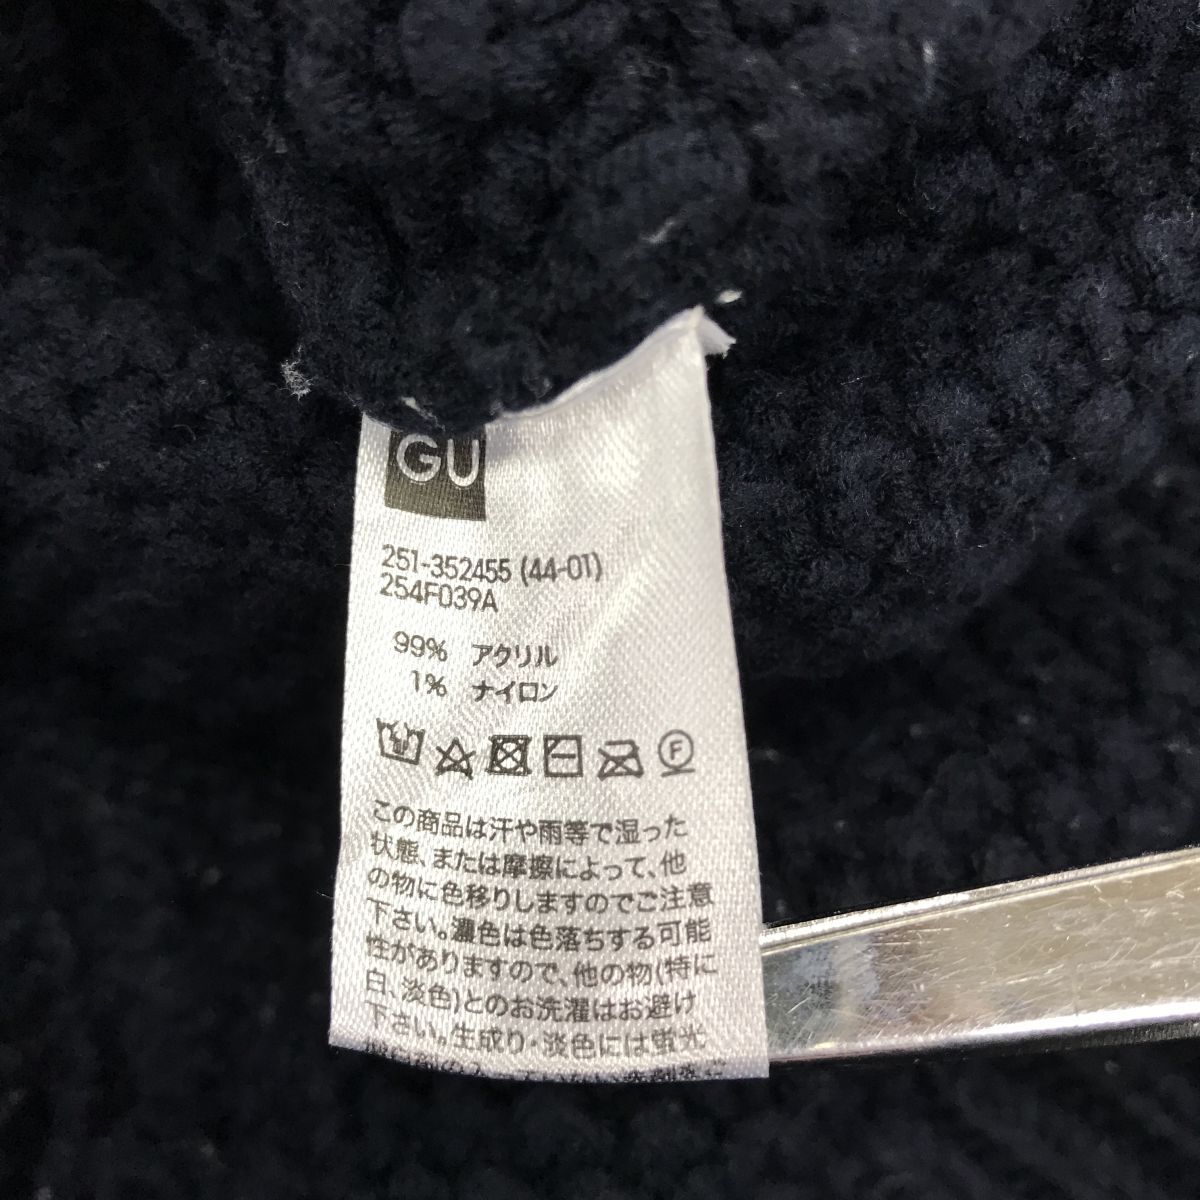 GU
251-352455 (44-01)
254F039A
99% アクリル
1% ナイロン
F
この商品は汗や雨等で湿った
状態、または摩擦によって、他
の物に色移りしますのでご注意
下さい。濃色は色落ちする可能
性がありますので、他の物(特に
白、淡色)とのお洗濯はお避け
下さい。生成り・淡色には蛍光